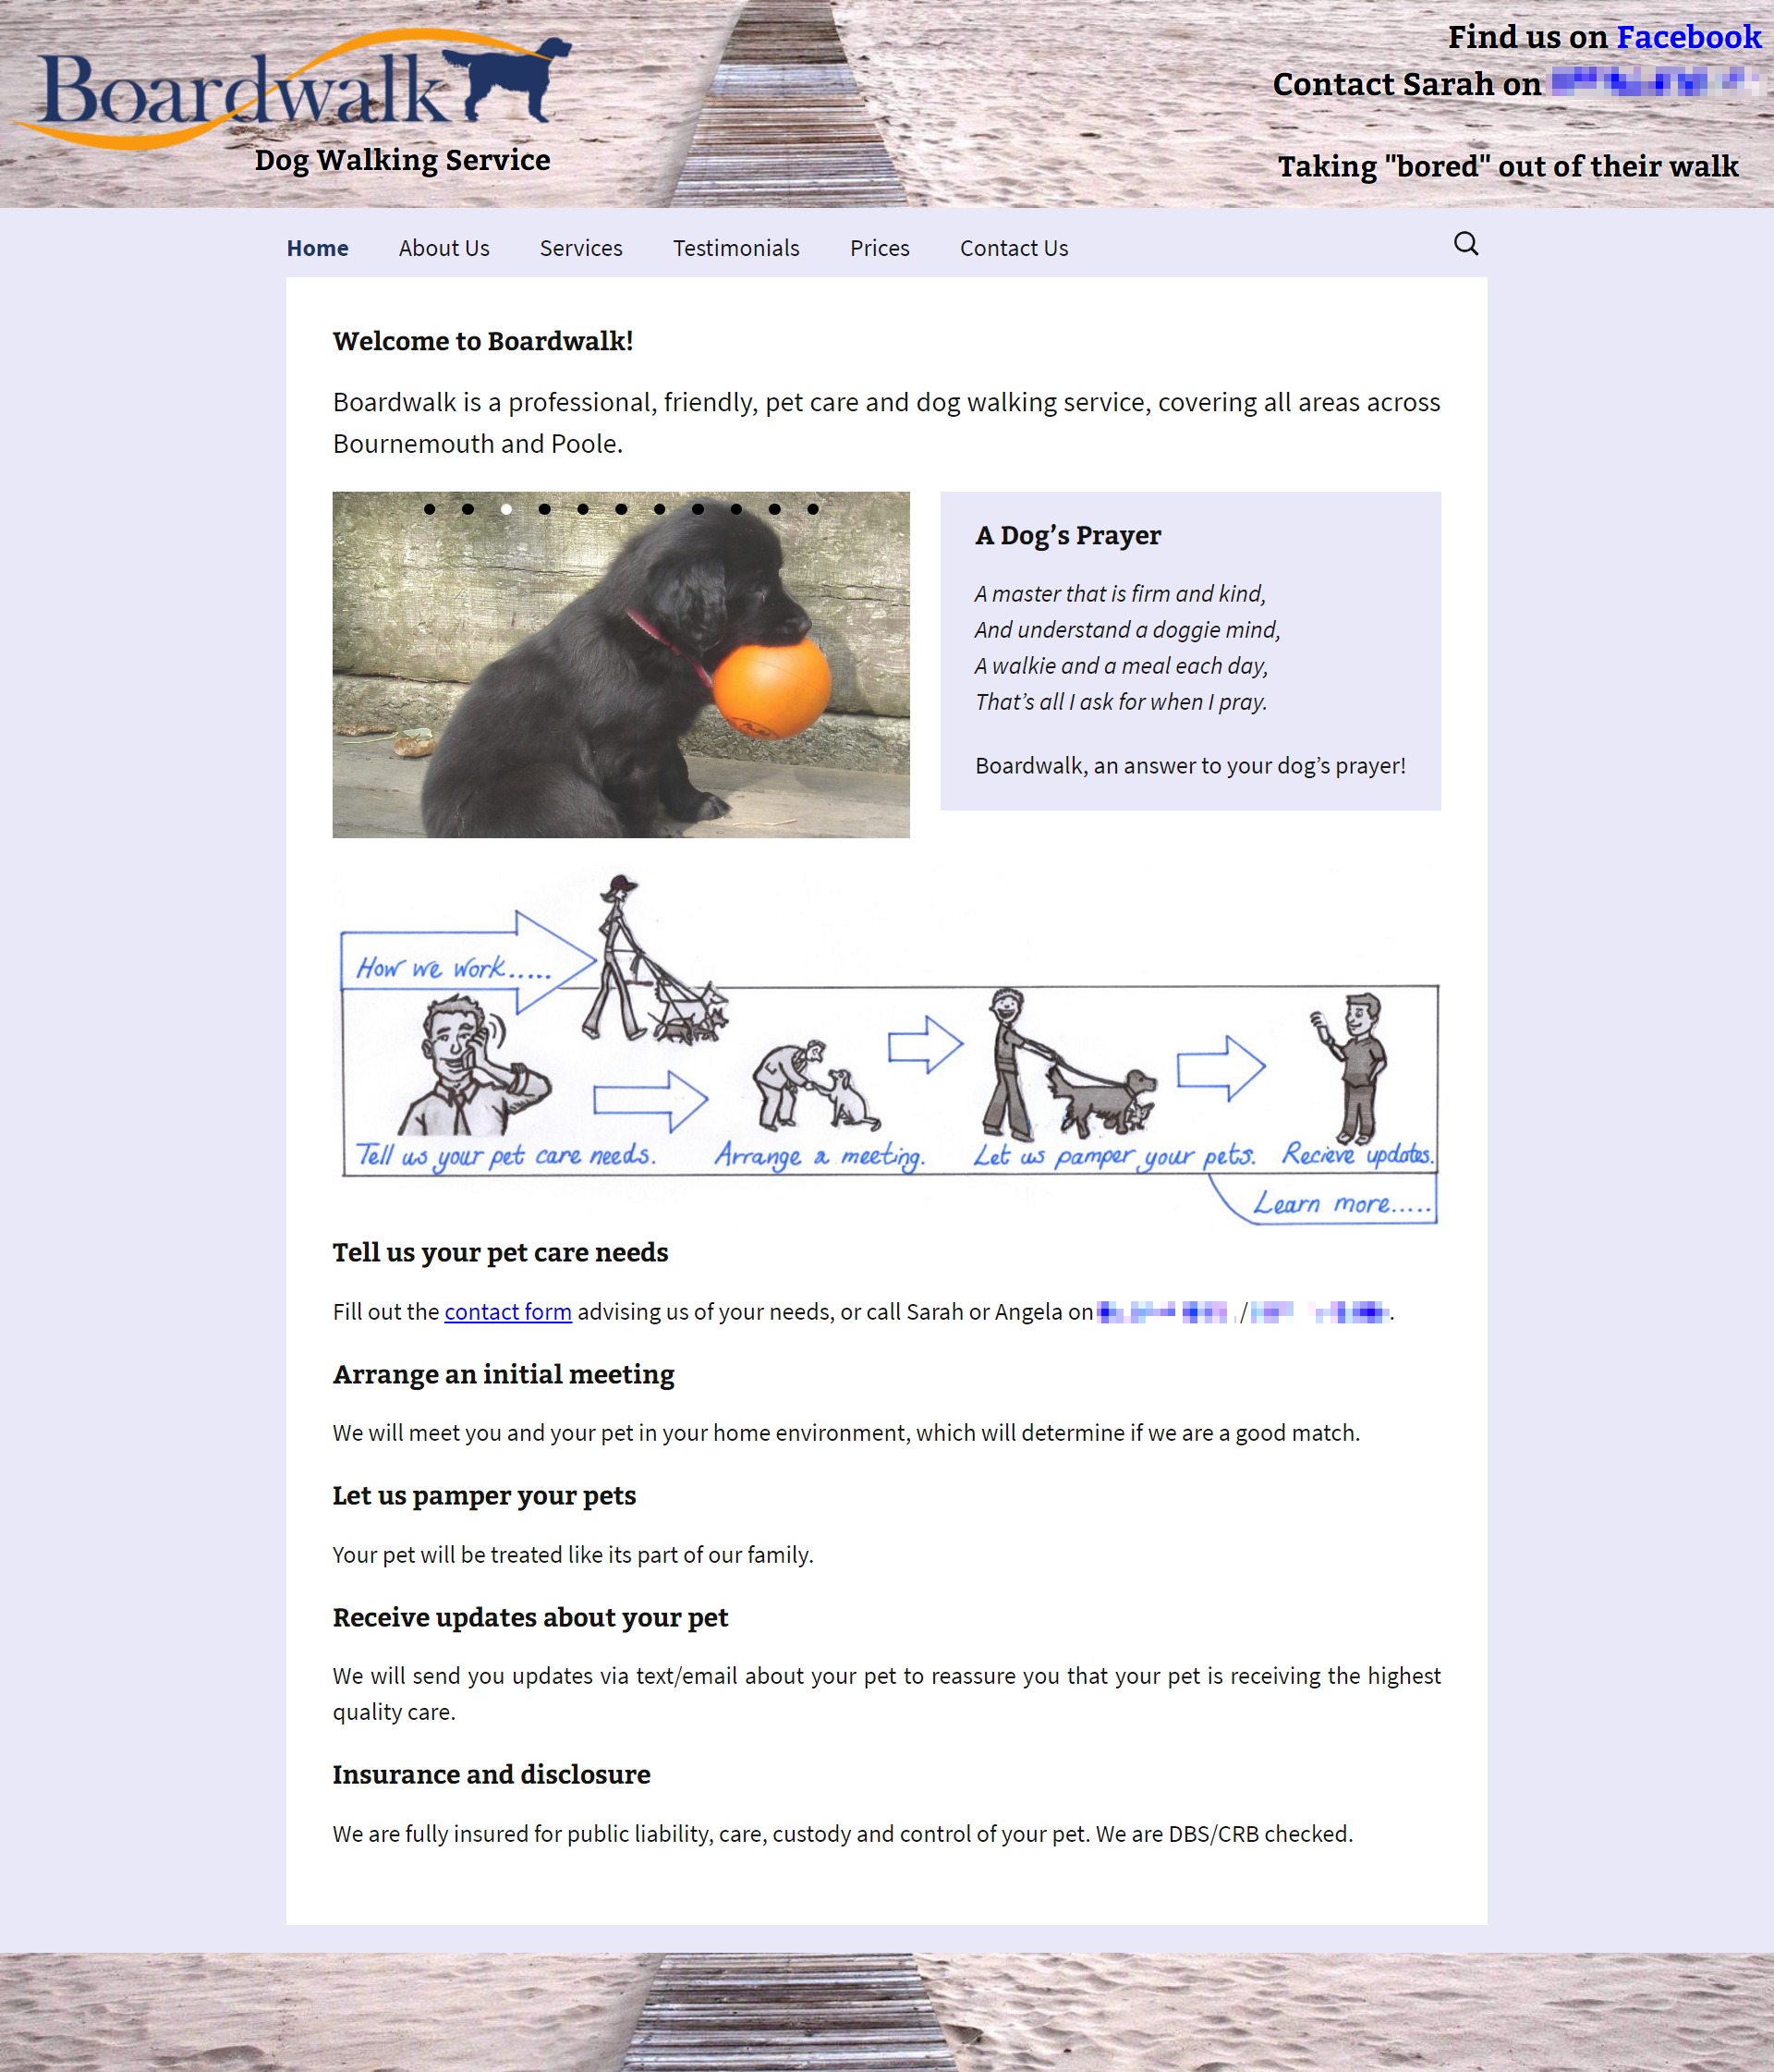 Boardwalk
Dog Walking Service
Find us on Facebook
Contact Sarah on
Taking "bored" out of their walk
Home About Us Services Testimonials Prices Contact Us
Welcome to Boardwalk!
Boardwalk is a professional, friendly, pet care and dog walking service, covering all areas across
Bournemouth and Poole.
A Dog’s Prayer
A master that is firm and kind,
And understand a doggie mind,
A walkie and a meal each day,
That’s all I ask for when I pray.
Boardwalk, an answer to your dog’s prayer!
How we work.....
Tell us your pet care needs.
Arrange a meeting.
Let us pamper your pets.
Recieve updates.
Learn more.....
Tell us your pet care needs
Fill out the contact form advising us of your needs, or call Sarah or Angela on / .
Arrange an initial meeting
We will meet you and your pet in your home environment, which will determine if we are a good match.
Let us pamper your pets
Your pet will be treated like its part of our family.
Receive updates about your pet
We will send you updates via text/email about your pet to reassure you that your pet is receiving the highest
quality care.
Insurance and disclosure
We are fully insured for public liability, care, custody and control of your pet. We are DBS/CRB checked.